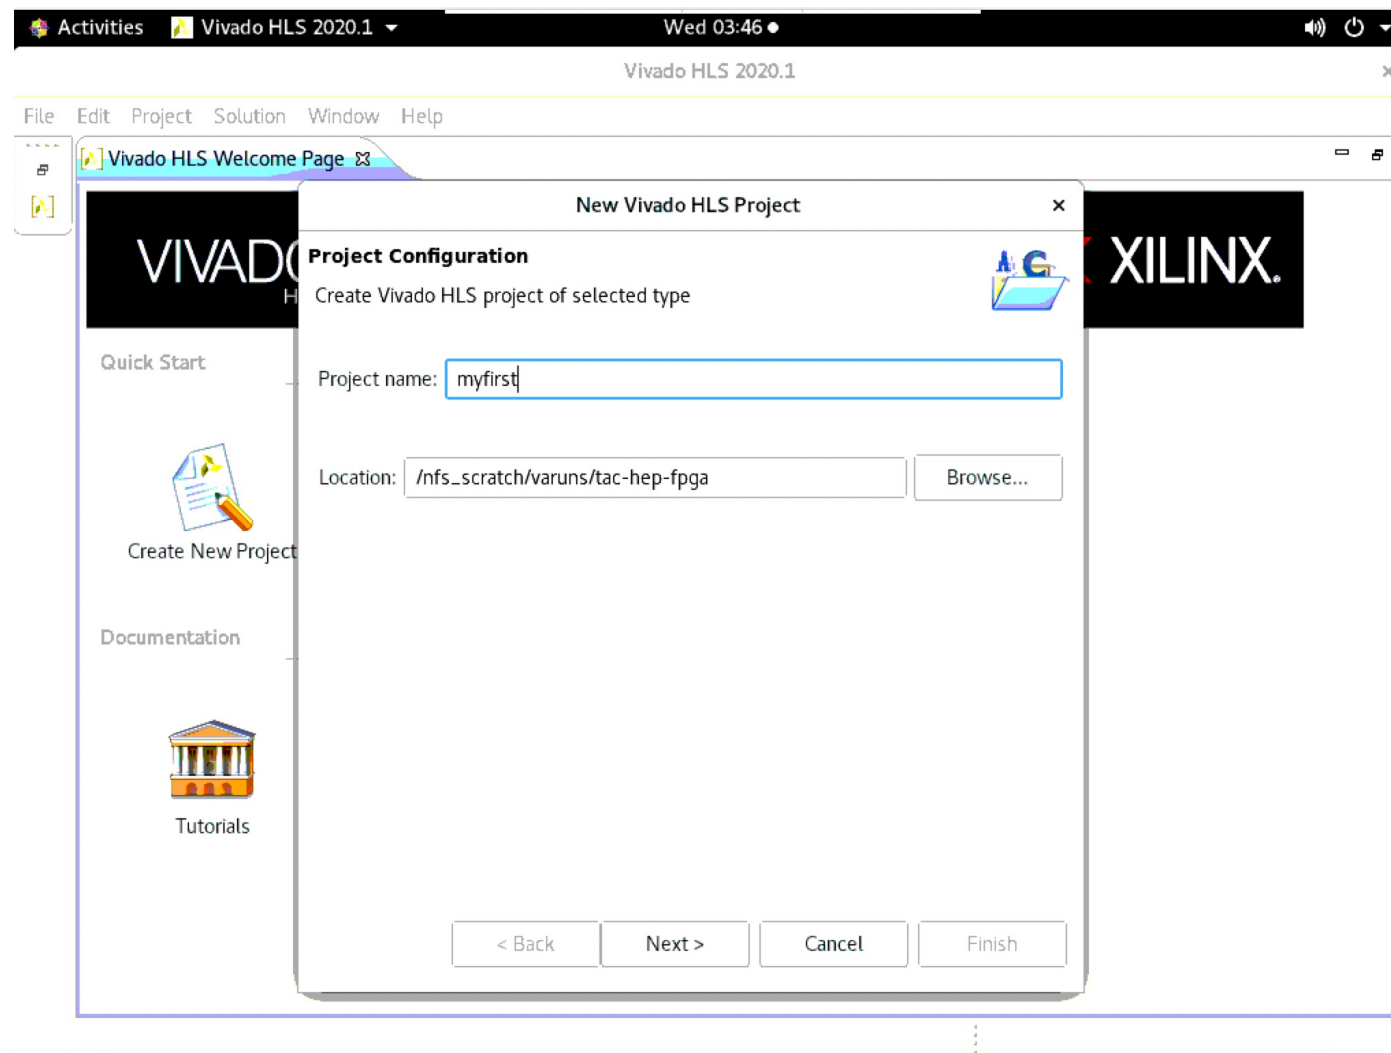 Activities Vivado HLS 2020.1 Wed 03:46
Vivado HLS 2020.1
File Edit Project Solution Window Help
Vivado HLS Welcome Page
New Vivado HLS Project
XILINX.
Project Configuration
Create Vivado HLS project of selected type
Quick Start
Project name: myfirst
Location: /nfs_scratch/varuns/tac-hep-fpga Browse...
Create New Project
Documentation
Tutorials
< Back Next > Cancel Finish